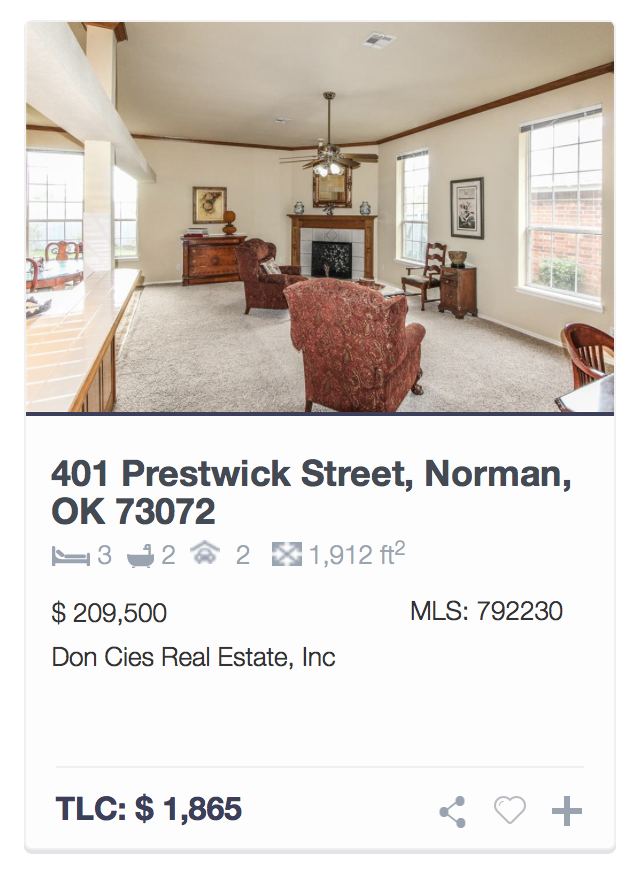 401 Prestwick Street, Norman,
OK 73072
3 2 2 1,912 ft²
$ 209,500 MLS: 792230
Don Cies Real Estate, Inc
TLC: $ 1,865